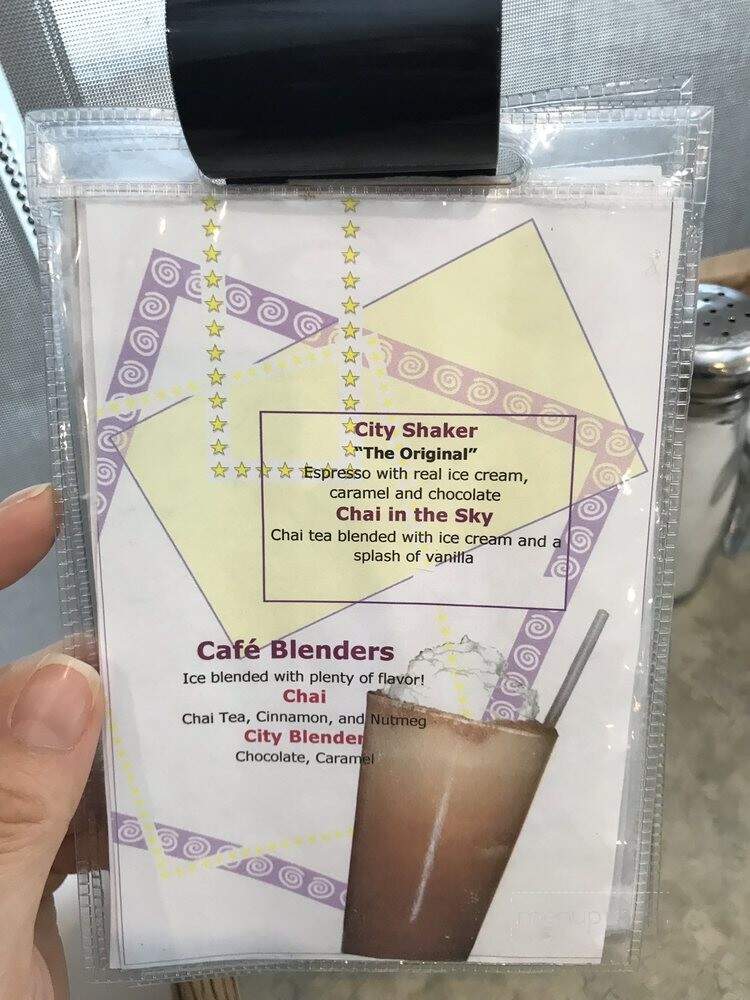 City Shaker
"The Original"
Espresso with real ice cream,
caramel and chocolate
Chai in the Sky
Chai tea blended with ice cream and a
splash of vanilla
Café Blenders
Ice blended with plenty of flavor!
Chai
Chai Tea, Cinnamon, and Nutmeg
City Blender
Chocolate, Caramel